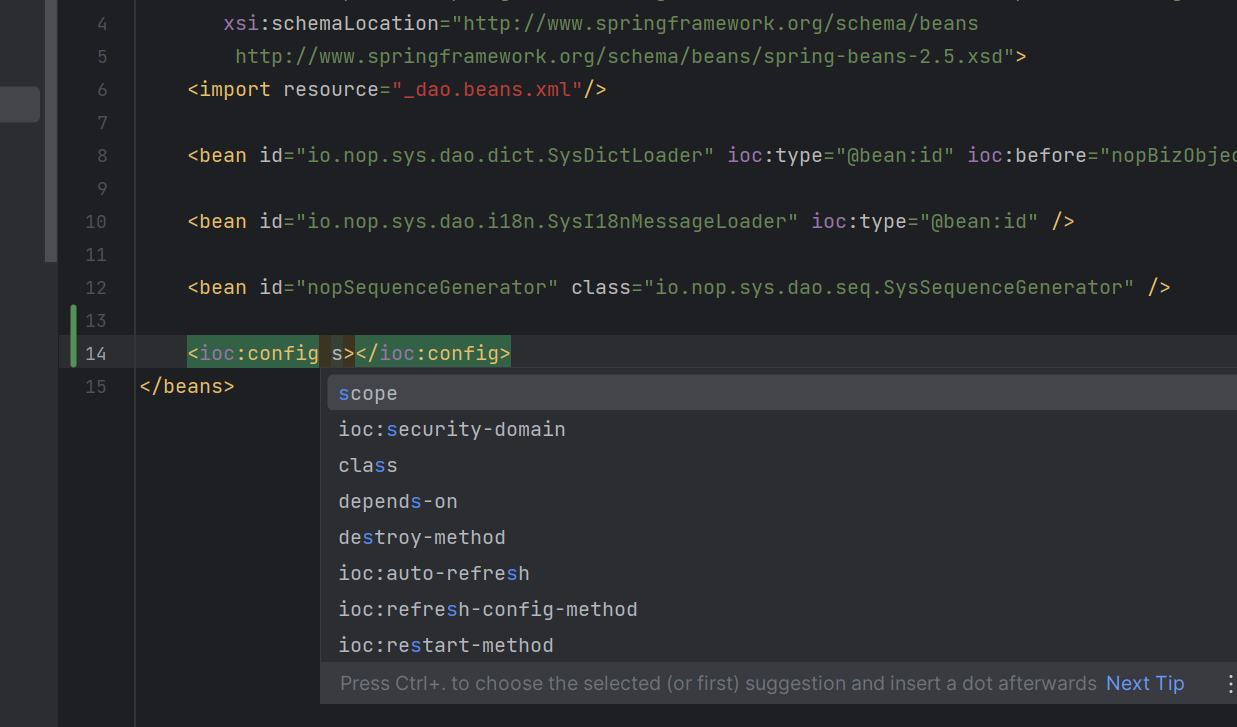 4 xsi:schemaLocation="http://www.springframework.org/schema/beans
5 http://www.springframework.org/schema/beans/spring-beans-2.5.xsd">
6 <import resource="_dao.beans.xml"/>
7
8 <bean id="io.nop.sys.dao.dict.SysDictLoader" ioc:type="@bean:id" ioc:before="nopBizObjec
9
10 <bean id="io.nop.sys.dao.i18n.SysI18nMessageLoader" ioc:type="@bean:id" />
11
12 <bean id="nopSequenceGenerator" class="io.nop.sys.dao.seq.SysSequenceGenerator" />
13
14 <ioc:config s></ioc:config>
15 </beans>
scope
ioc:security-domain
class
depends-on
destroy-method
ioc:auto-refresh
ioc:refresh-config-method
ioc:restart-method
Press Ctrl+. to choose the selected (or first) suggestion and insert a dot afterwards Next Tip